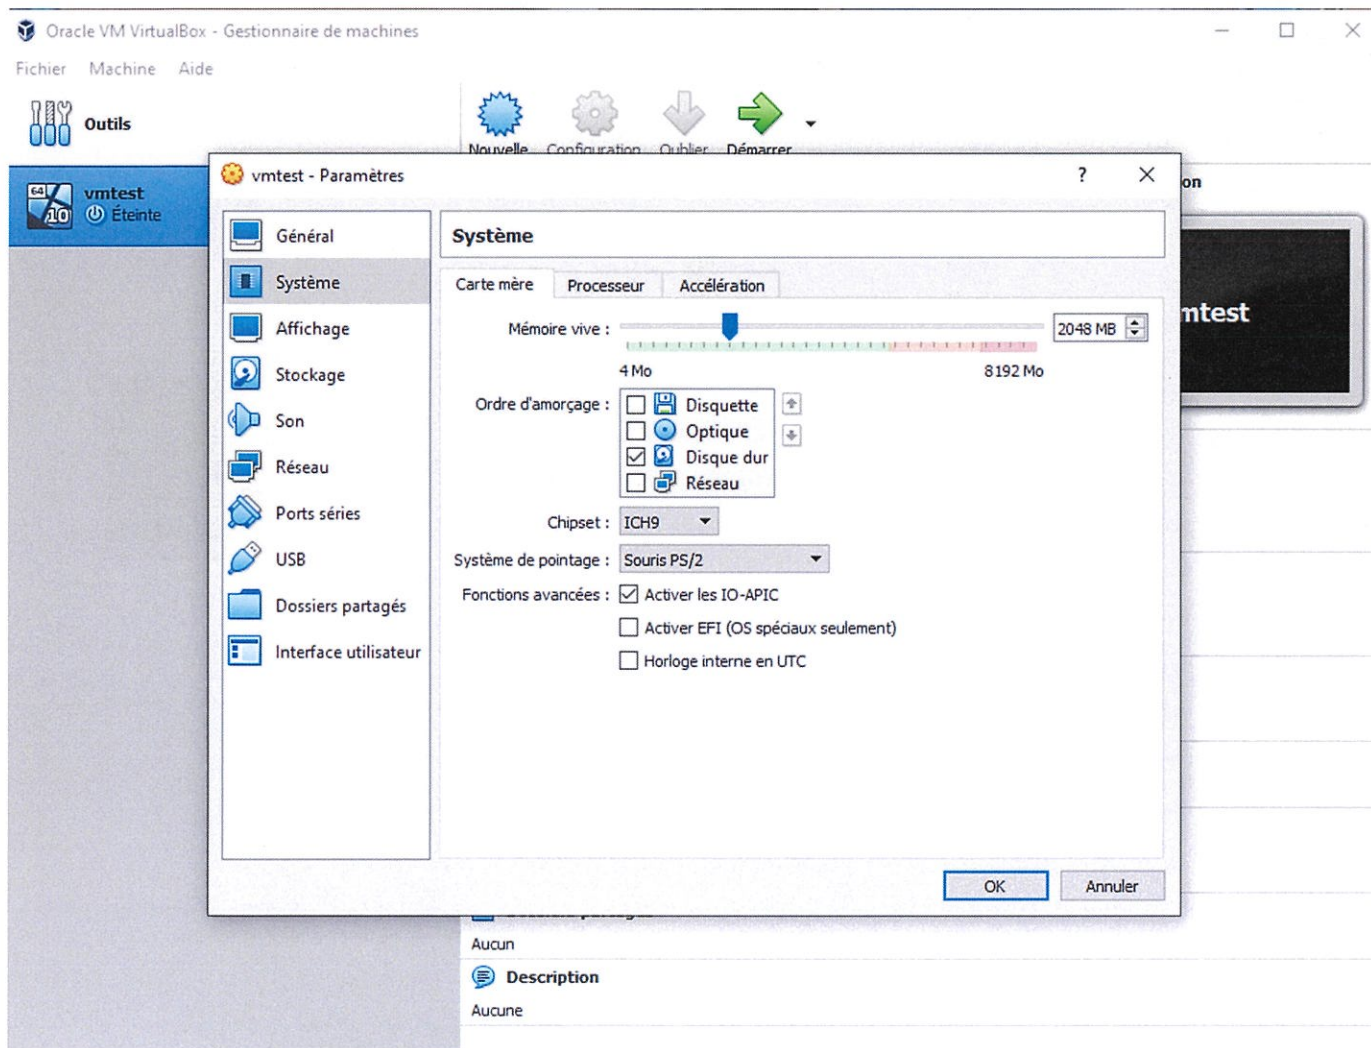 Oracle VM VirtualBox - Gestionnaire de machines
Fichier Machine Aide
Outils
Nouvelle Configuration Oublier Démarrer
64
10
vmtest
Éteinte
vmtest - Paramètres
?
on
mtest
Général
Système
Affichage
Stockage
Son
Réseau
Ports séries
USB
Dossiers partagés
Interface utilisateur
Système
Carte mère Processeur Accélération
Mémoire vive : 2048 MB
4 Mo 8192 Mo
Ordre d'amorçage : Disquette
Optique
Disque dur
Réseau
Chipset : ICH9
Système de pointage : Souris PS/2
Fonctions avancées : Activer les IO-APIC
Activer EFI (OS spéciaux seulement)
Horloge interne en UTC
OK Annuler
Aucun
Description
Aucune